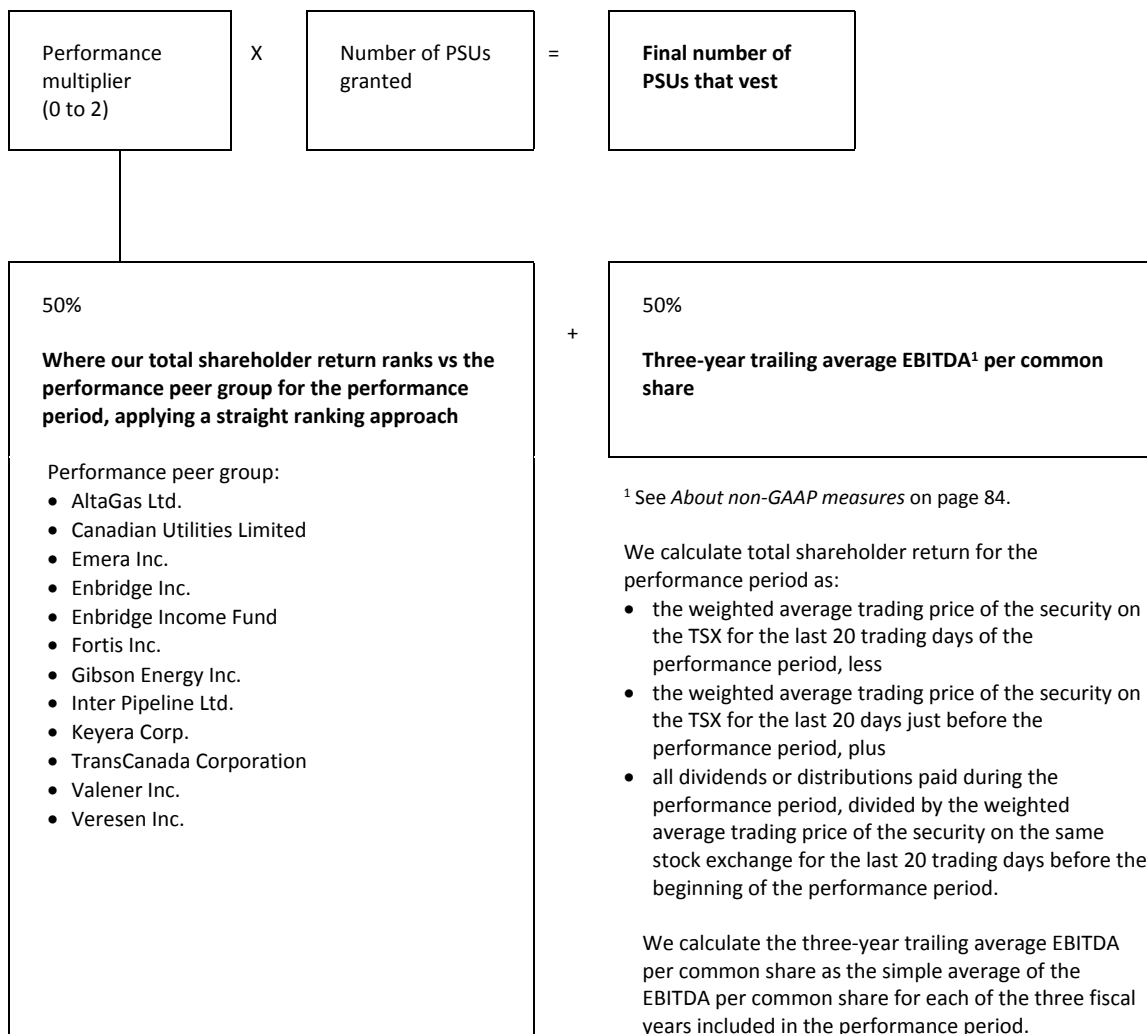 Performance
multiplier
(0 to 2)
X
Number of PSUs
granted
=
Final number of
PSUs that vest
50%
Where our total shareholder return ranks vs the
performance peer group for the performance
period, applying a straight ranking approach
Performance peer group:
• AltaGas Ltd.
• Canadian Utilities Limited
• Emera Inc.
• Enbridge Inc.
• Enbridge Income Fund
• Fortis Inc.
• Gibson Energy Inc.
• Inter Pipeline Ltd.
• Keyera Corp.
• TransCanada Corporation
• Valener Inc.
• Veresen Inc.
+
50%
Three-year trailing average EBITDA¹ per common
share
¹ See About non-GAAP measures on page 84.
We calculate total shareholder return for the
performance period as:
• the weighted average trading price of the security on
the TSX for the last 20 trading days of the
performance period, less
• the weighted average trading price of the security on
the TSX for the last 20 days just before the
performance period, plus
• all dividends or distributions paid during the
performance period, divided by the weighted
average trading price of the security on the same
stock exchange for the last 20 trading days before the
beginning of the performance period.
We calculate the three-year trailing average EBITDA
per common share as the simple average of the
EBITDA per common share for each of the three fiscal
years included in the performance period.